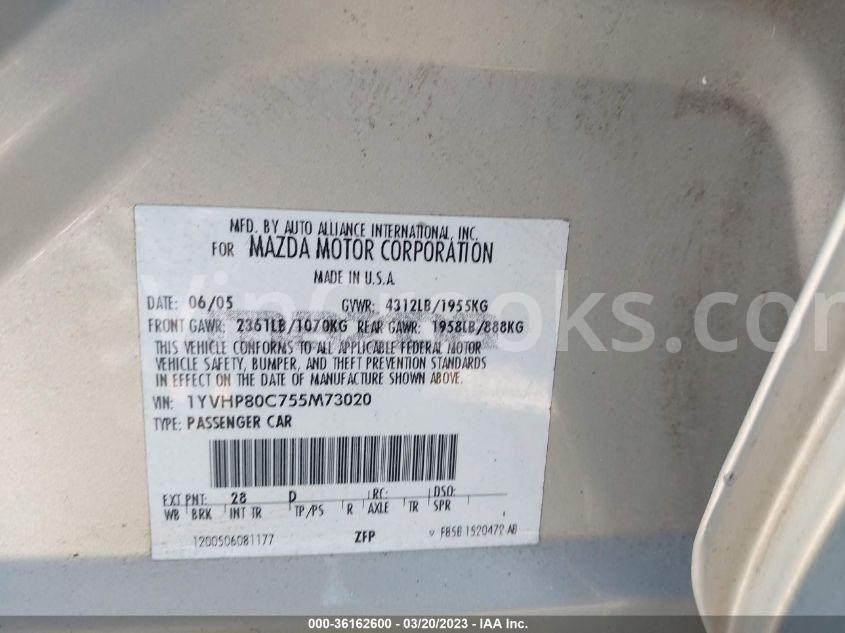 MFD. BY AUTO ALLIANCE INTERNATIONAL, INC.
FOR MAZDA MOTOR CORPORATION
MADE IN U.S.A
DATE: 06/05 GVWR: 4312LB/1955KG
FRONT GAWR: 2361LB/1070KG REAR GAWR: 1958LB/888KG
THIS VEHICLE CONFORMS TO ALL APPLICABLE FEDERAL MOTOR
VEHICLE SAFETY, BUMPER, AND THEFT PREVENTION STANDARDS
IN EFFECT ON THE DATE OF MANUFACTURE SHOWN ABOVE.
VIN: 1YVHP80C755M73020
TYPE: PASSENGER CAR
EXT PNT: 28 D RC: DSO:
WB BRK INT TR TP/PS R AXLE TR SPR
1200506081177 ZFP
000-36162600 — 03/20/2023 — IAA Inc.